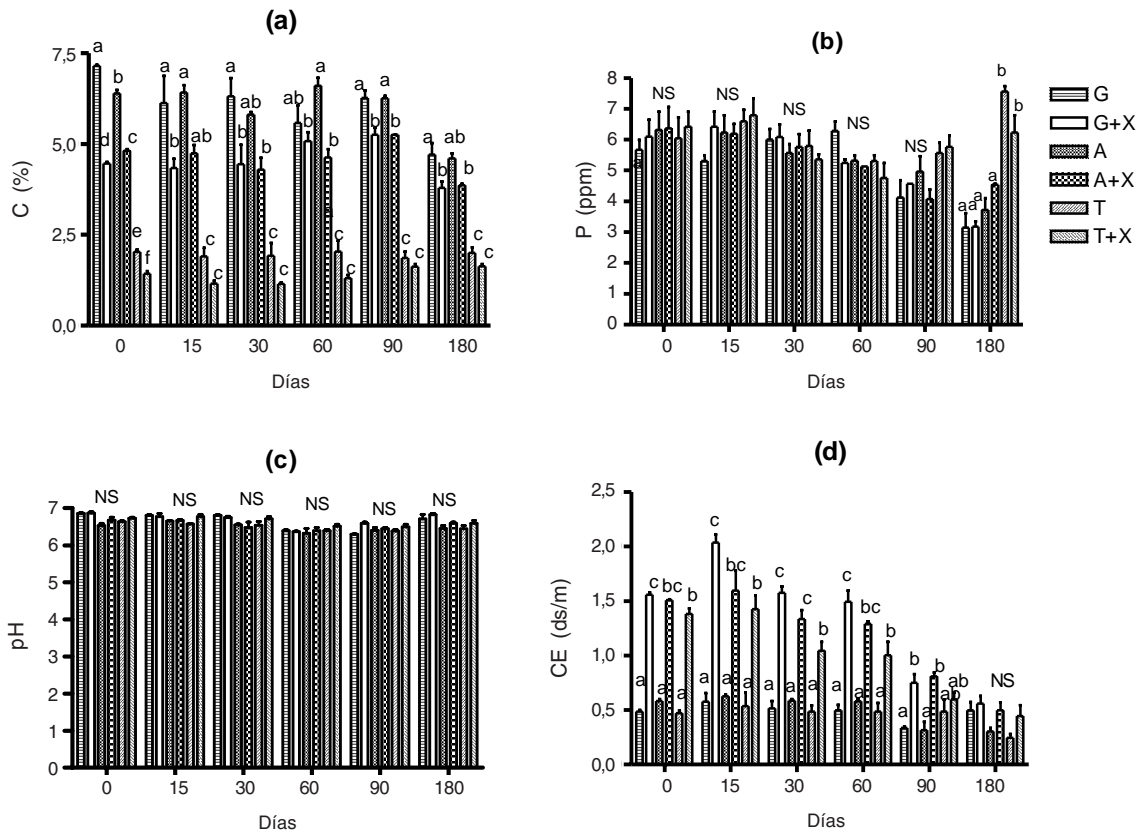 (a)
7,5
5,0
2,5
0,0
C (%)
a d b c e f
a b a ab c c
a b ab b c c
ab b a b c c
a b a b c c
a b ab b c c
0 15 30 60 90 180
Días
(b)
8
7
6
5
4
3
2
1
0
P (ppm)
a
NS NS NS NS NS
a a a a b b
0 15 30 60 90 180
Días
G
G+X
A
A+X
T
T+X
(c)
7
6
5
4
3
2
1
0
pH
NS NS NS NS NS NS
0 15 30 60 90 180
Días
(d)
2,5
2,0
1,5
1,0
0,5
0,0
CE (ds/m)
a c a bc a b
a c a bc a b
a c a c a b
a c a bc a b
a b a b ab ab
NS
0 15 30 60 90 180
Días